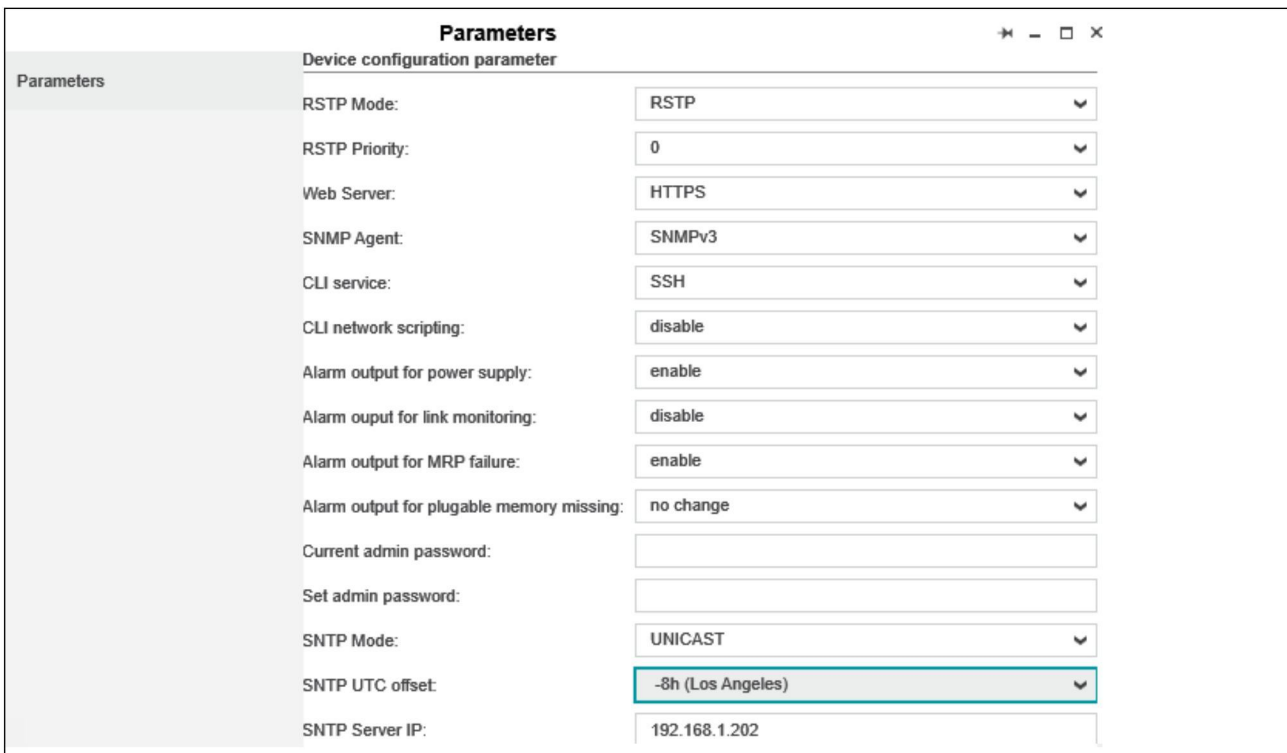 Parameters
Device configuration parameter
Parameters
RSTP Mode: RSTP
RSTP Priority: 0
Web Server: HTTPS
SNMP Agent: SNMPv3
CLI service: SSH
CLI network scripting: disable
Alarm output for power supply: enable
Alarm ouput for link monitoring: disable
Alarm output for MRP failure: enable
Alarm output for plugable memory missing: no change
Current admin password:
Set admin password:
SNTP Mode: UNICAST
SNTP UTC offset: -8h (Los Angeles)
SNTP Server IP: 192.168.1.202